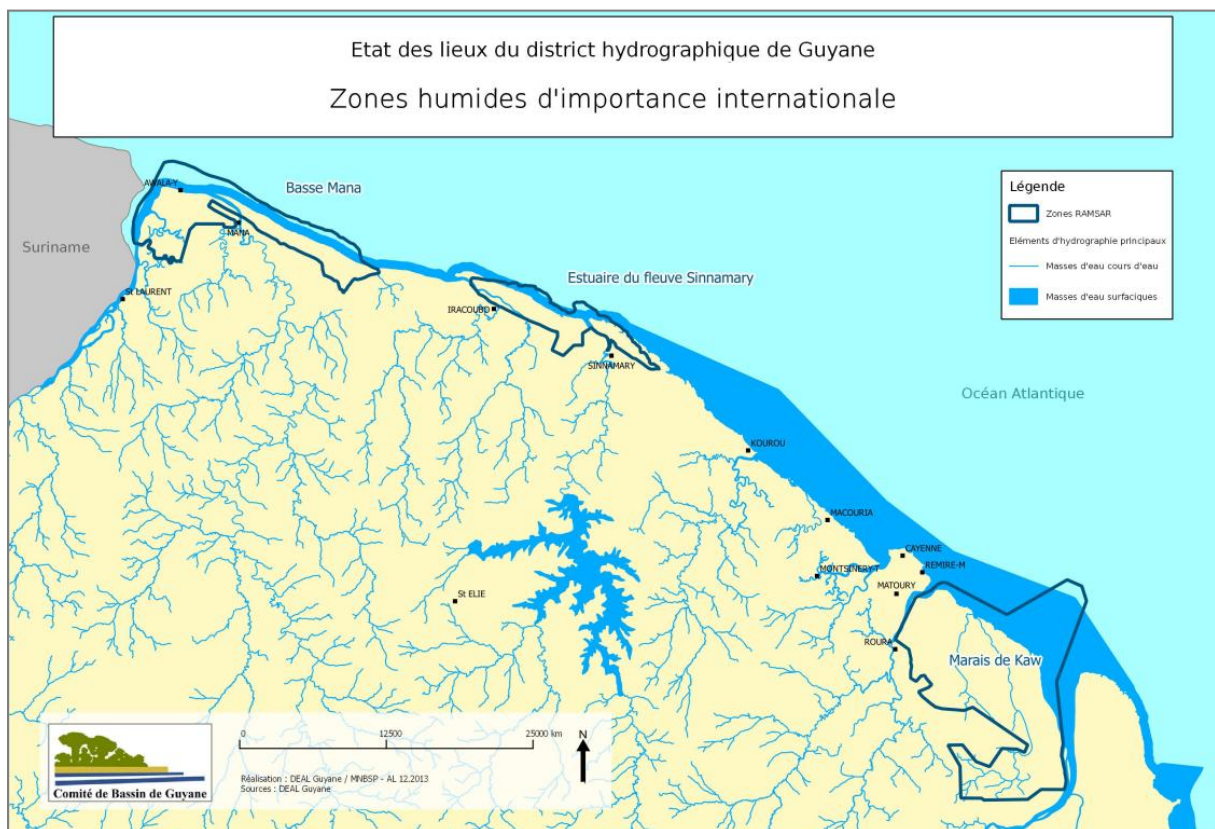 Etat des lieux du district hydrographique de Guyane
Zones humides d'importance internationale
Légende
Zones RAMSAR
Eléments d'hydrographie principaux
Masses d'eau cours d'eau
Masses d'eau surfaciques
AWALA-Y
Basse Mana
MANA
Suriname
St LAURENT
Estuaire du fleuve Sinnamary
IRACOUBO
SINNAMARY
Océan Atlantique
KOUROU
MACOURIA
CAYENNE
REMIRE-M
MONTSINERY-T
MATOURY
St ELIE
ROURA
Marais de Kaw
0 12500 25000 km
N
Réalisation : DEAL Guyane / MNBSP - AL 12.2013
Sources : DEAL Guyane
Comité de Bassin de Guyane